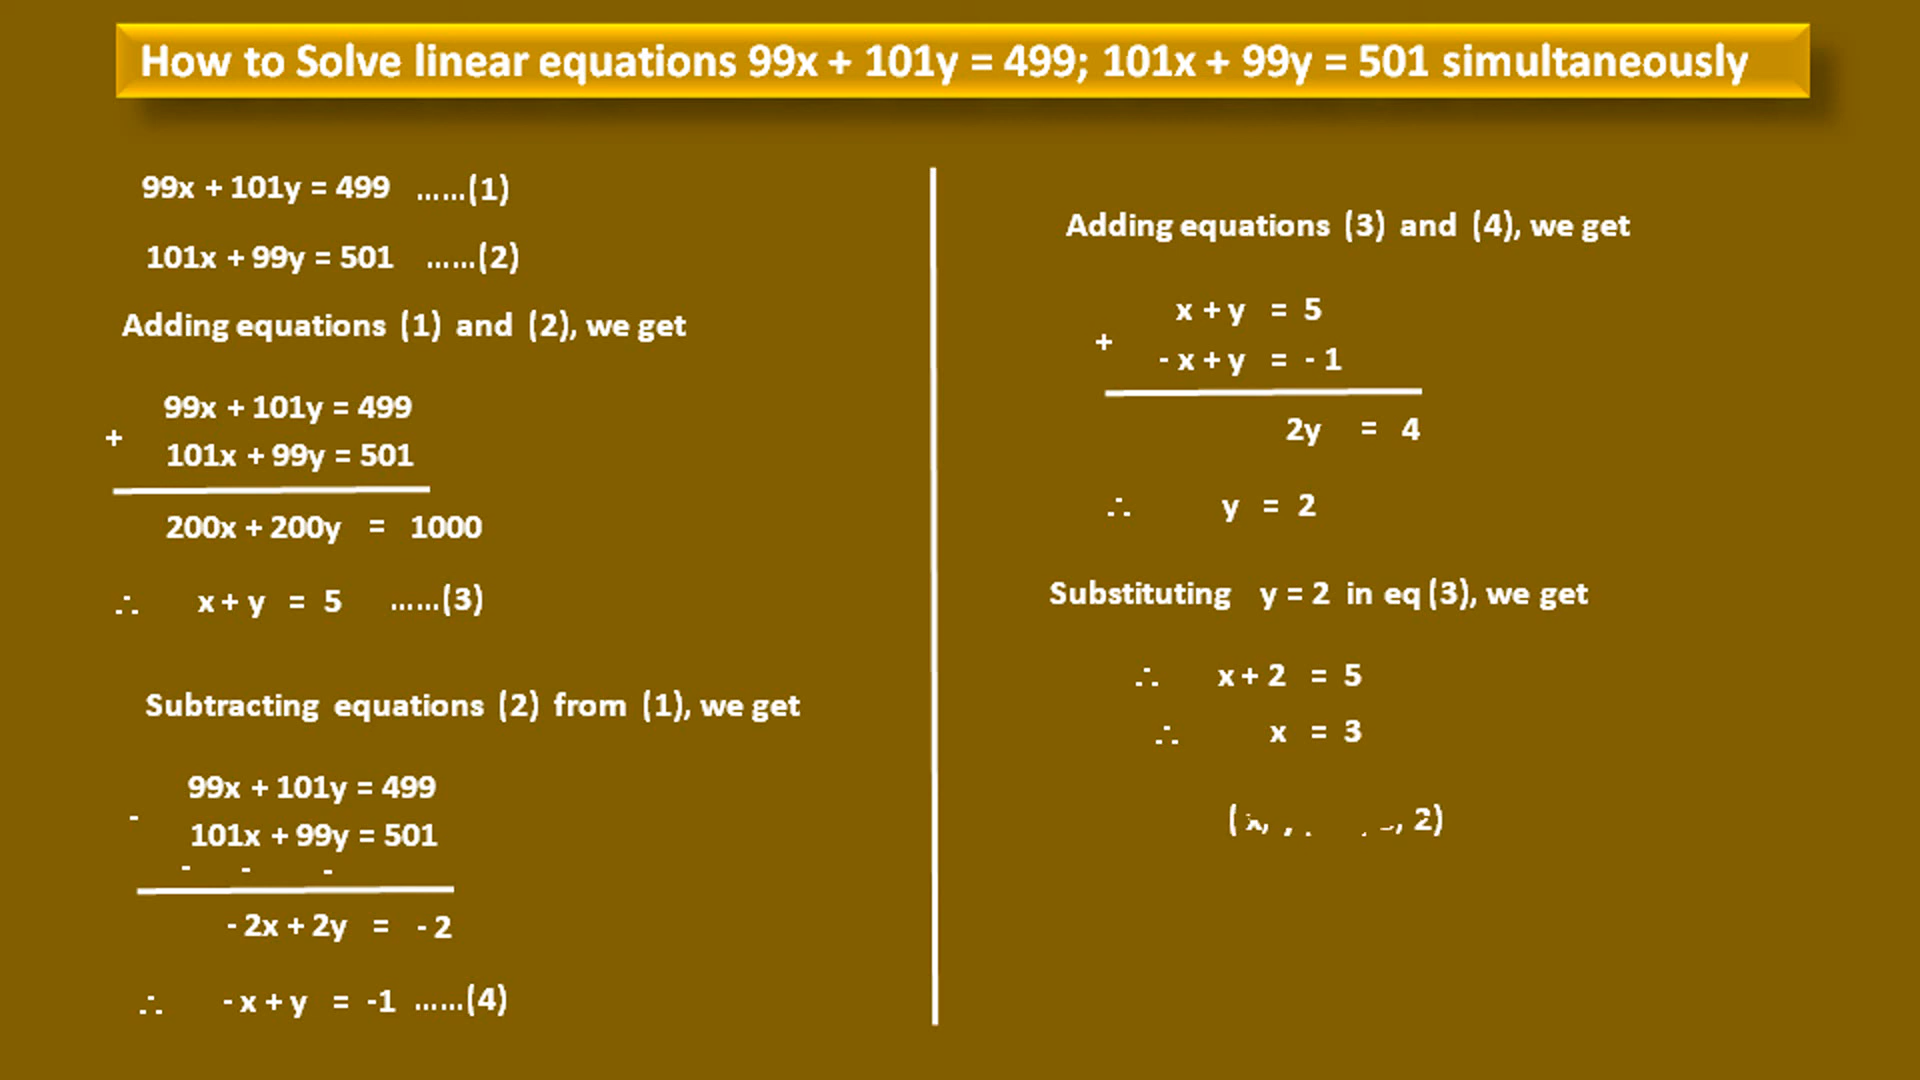 How to Solve linear equations 99x + 101y = 499; 101x + 99y = 501 simultaneously
99x + 101y = 499 ......(1)
101x + 99y = 501 ......(2)
Adding equations (1) and (2), we get
99x + 101y = 499
+
101x + 99y = 501
200x + 200y = 1000
∴ x + y = 5 ......(3)
Subtracting equations (2) from (1), we get
99x + 101y = 499
-
101x + 99y = 501
- - -
- 2x + 2y = - 2
∴ - x + y = -1 ......(4)
Adding equations (3) and (4), we get
x + y = 5
+
- x + y = - 1
2y = 4
∴ y = 2
Substituting y = 2 in eq (3), we get
∴ x + 2 = 5
∴ x = 3
, 2)